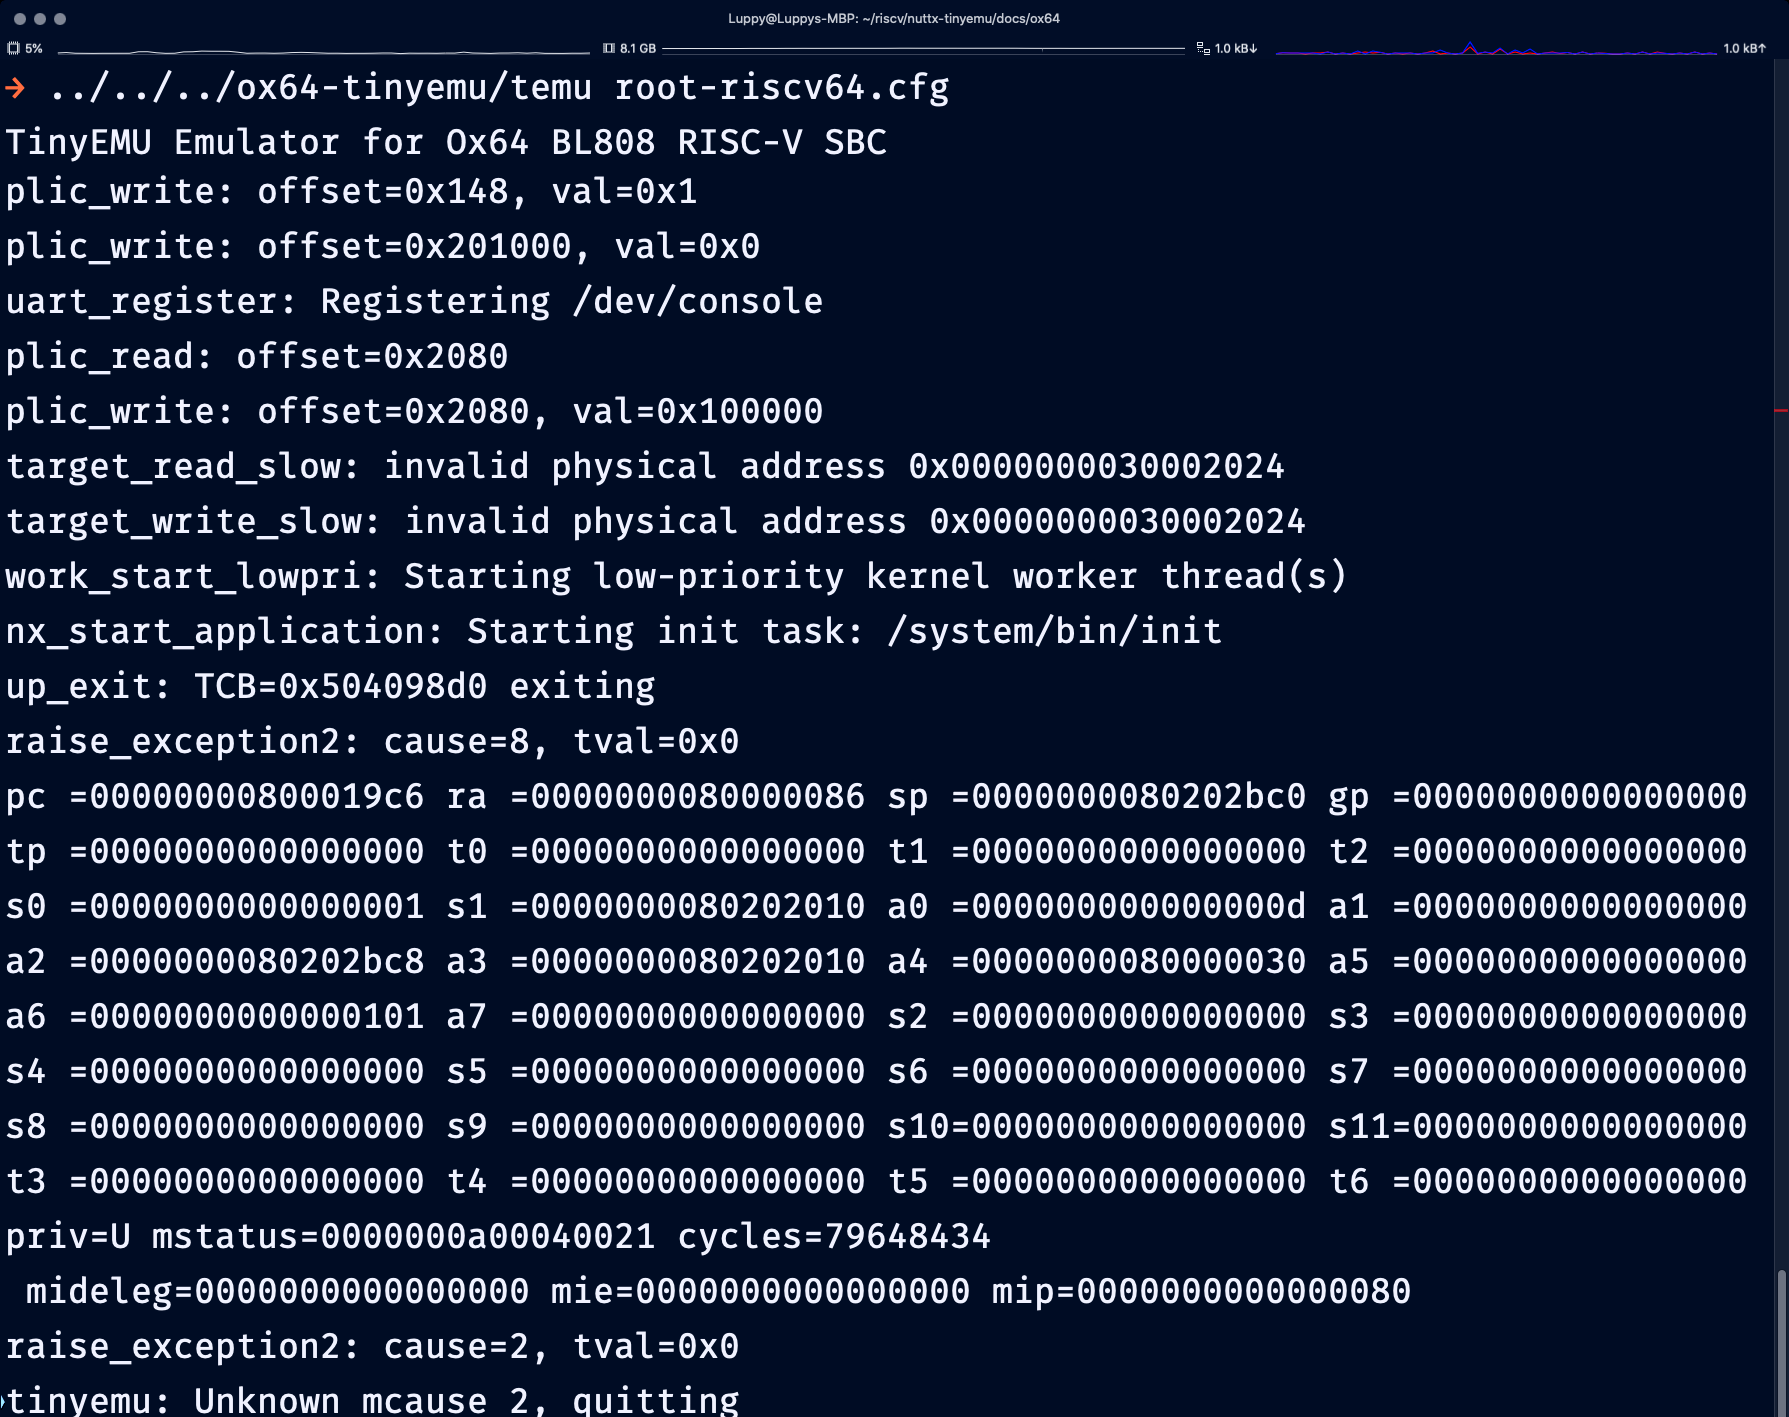 Luppy@Luppys-MBP: ~/riscv/nuttx-tinyemu/docs/ox64
5% 8.1 GB 1.0 kB↓ 1.0 kB↑
➜ ../../../ox64-tinyemu/temu root-riscv64.cfg
TinyEMU Emulator for Ox64 BL808 RISC-V SBC
plic_write: offset=0x148, val=0x1
plic_write: offset=0x201000, val=0x0
uart_register: Registering /dev/console
plic_read: offset=0x2080
plic_write: offset=0x2080, val=0x100000
target_read_slow: invalid physical address 0x0000000030002024
target_write_slow: invalid physical address 0x0000000030002024
work_start_lowpri: Starting low-priority kernel worker thread(s)
nx_start_application: Starting init task: /system/bin/init
up_exit: TCB=0x504098d0 exiting
raise_exception2: cause=8, tval=0x0
pc =00000000800019c6 ra =0000000080000086 sp =0000000080202bc0 gp =0000000000000000
tp =0000000000000000 t0 =0000000000000000 t1 =0000000000000000 t2 =0000000000000000
s0 =0000000000000001 s1 =0000000080202010 a0 =000000000000000d a1 =0000000000000000
a2 =0000000080202bc8 a3 =0000000080202010 a4 =0000000080000030 a5 =0000000000000000
a6 =0000000000000101 a7 =0000000000000000 s2 =0000000000000000 s3 =0000000000000000
s4 =0000000000000000 s5 =0000000000000000 s6 =0000000000000000 s7 =0000000000000000
s8 =0000000000000000 s9 =0000000000000000 s10=0000000000000000 s11=0000000000000000
t3 =0000000000000000 t4 =0000000000000000 t5 =0000000000000000 t6 =0000000000000000
priv=U mstatus=0000000a00040021 cycles=79648434
mideleg=0000000000000000 mie=0000000000000000 mip=0000000000000080
raise_exception2: cause=2, tval=0x0
tinyemu: Unknown mcause 2, quitting